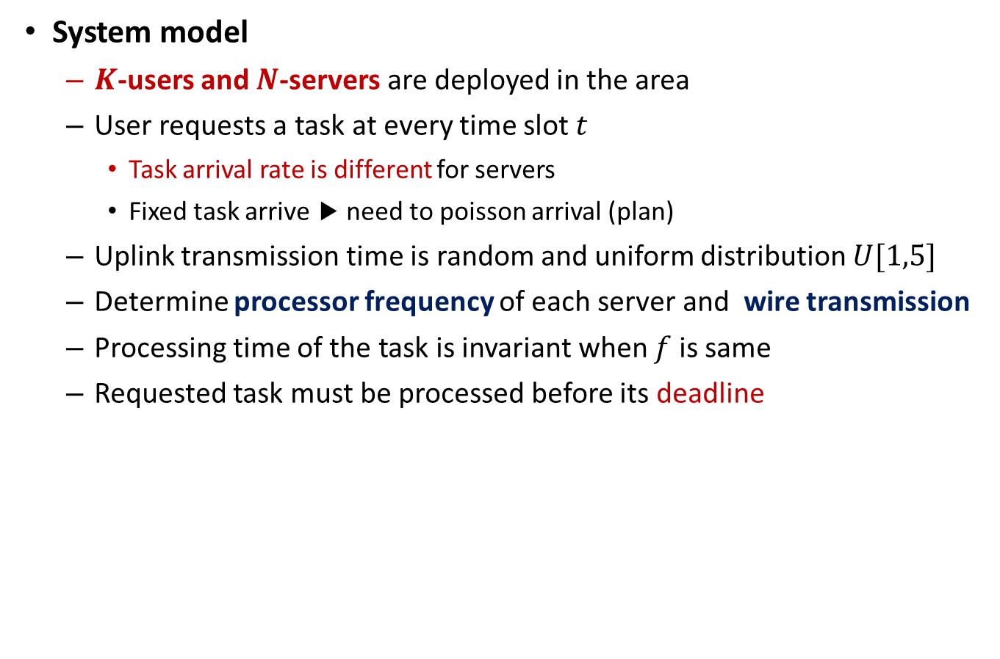 • System model
– K-users and N-servers are deployed in the area
– User requests a task at every time slot t
• Task arrival rate is different for servers
• Fixed task arrive ▶ need to poisson arrival (plan)
– Uplink transmission time is random and uniform distribution U[1,5]
– Determine processor frequency of each server and wire transmission
– Processing time of the task is invariant when f is same
– Requested task must be processed before its deadline